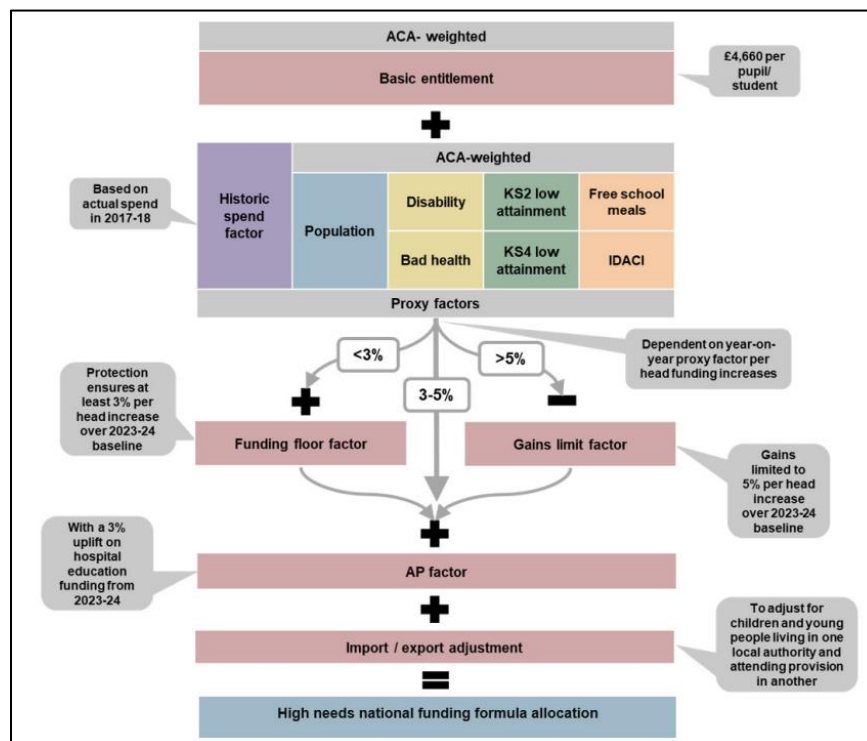 ACA- weighted
Basic entitlement
£4,660 per
pupil/
student
Based on
actual spend
in 2017-18
Historic
spend
factor
ACA-weighted
Population
Disability
KS2 low
attainment
Free school
meals
Bad health
KS4 low
attainment
IDACI
Proxy factors
<3%
3-5%
>5%
Dependent on year-on-
year proxy factor per
head funding increases
Protection
ensures at
least 3% per
head increase
over 2023-24
baseline
Funding floor factor
Gains limit factor
Gains
limited to
5% per head
increase
over 2023-24
baseline
With a 3%
uplift on
hospital
education
funding from
2023-24
AP factor
Import / export adjustment
To adjust for
children and young
people living in one
local authority and
attending provision
in another
High needs national funding formula allocation